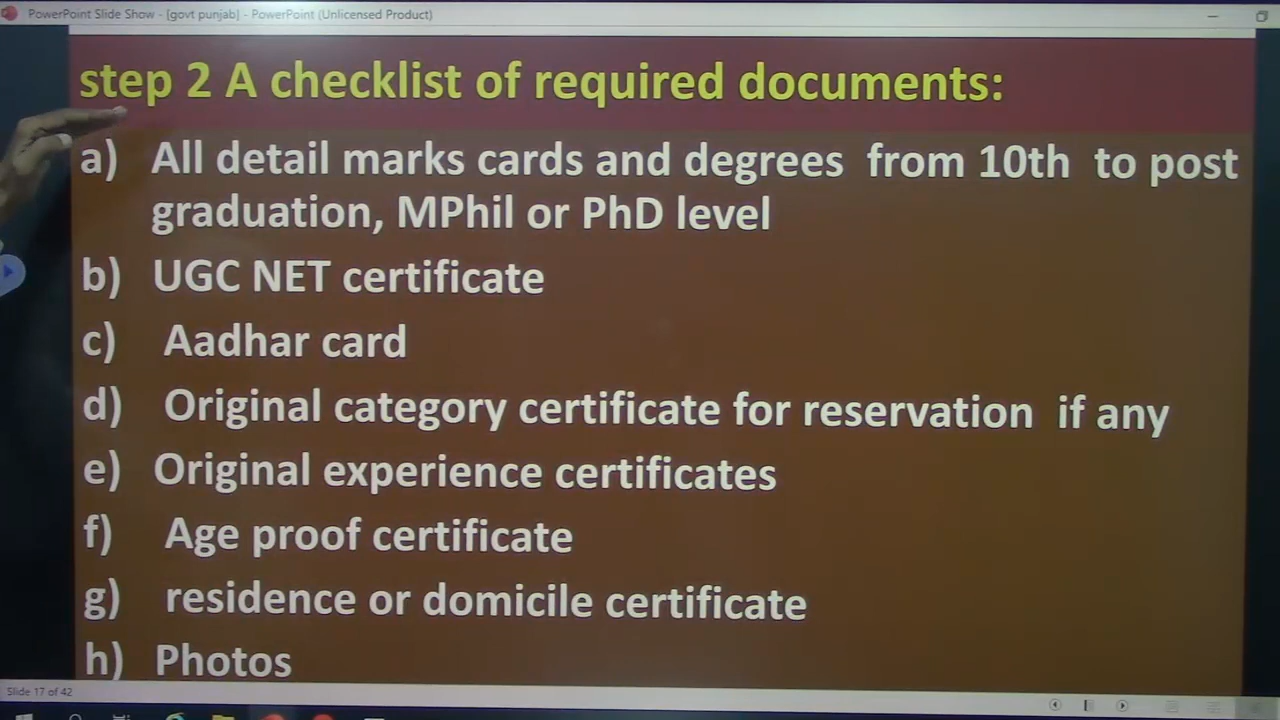 PowerPoint Slide Show - [govt punjab] - PowerPoint (Unlicensed Product)
step 2 A checklist of required documents:
a) All detail marks cards and degrees from 10th to post
graduation, MPhil or PhD level
b) UGC NET certificate
c) Aadhar card
d) Original category certificate for reservation if any
e) Original experience certificates
f) Age proof certificate
g) residence or domicile certificate
h) Photos
Slide 17 of 42